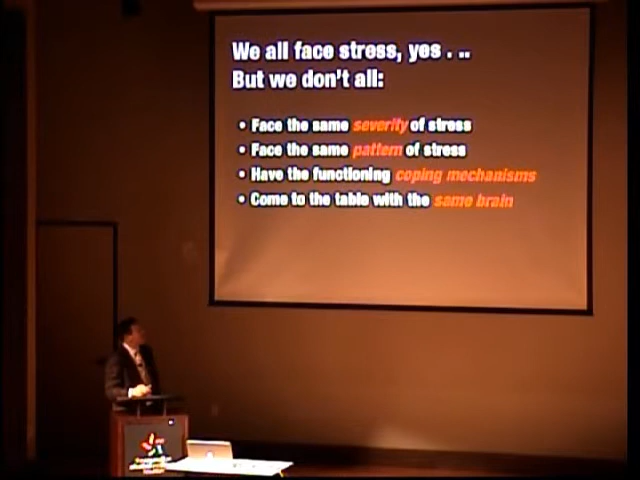 We all face stress, yes . ..
But we don't all:
• Face the same severity of stress
• Face the same pattern of stress
• Have the functioning coping mechanisms
• Come to the table with the same brain